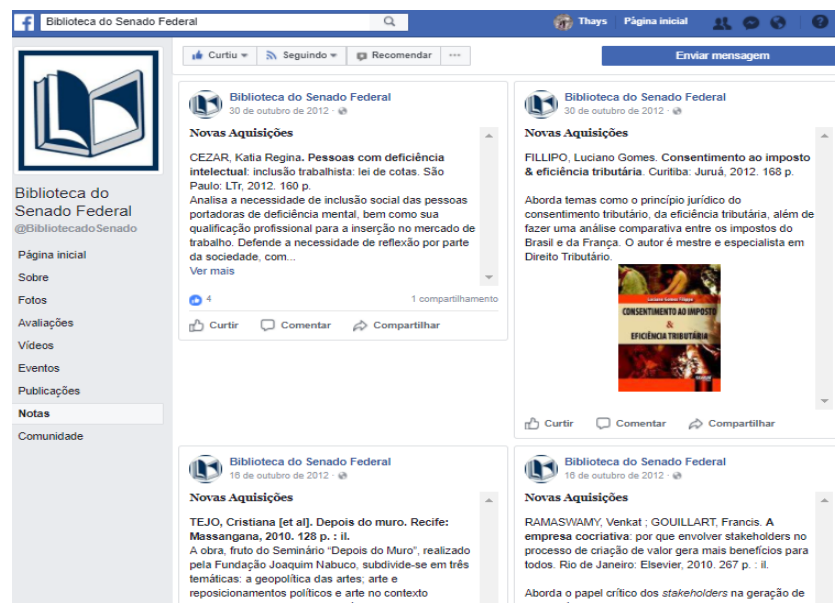 Biblioteca do Senado Federal
Thays Página inicial
Curtiu Seguindo Recomendar ...
Enviar mensagem
Biblioteca do
Senado Federal
@BibliotecadoSenado
Página inicial
Sobre
Fotos
Avaliações
Vídeos
Eventos
Publicações
Notas
Comunidade
Biblioteca do Senado Federal
30 de outubro de 2012 ·
Novas Aquisições
CEZAR, Katia Regina. Pessoas com deficiência
intelectual: inclusão trabalhista: lei de cotas. São
Paulo: LTr, 2012. 160 p.
Analisa a necessidade de inclusão social das pessoas
portadoras de deficiência mental, bem como sua
qualificação profissional para a inserção no mercado de
trabalho. Defende a necessidade de reflexão por parte
da sociedade, com...
Ver mais
4 1 compartilhamento
Curtir Comentar Compartilhar
Biblioteca do Senado Federal
30 de outubro de 2012 ·
Novas Aquisições
FILLIPO, Luciano Gomes. Consentimento ao imposto
& eficiência tributária. Curitiba: Juruá, 2012. 168 p.
Aborda temas como o princípio jurídico do
consentimento tributário, da eficiência tributária, além de
fazer uma análise comparativa entre os impostos do
Brasil e da França. O autor é mestre e especialista em
Direito Tributário.
CONSENTIMENTO AO IMPOSTO
&
EFICIÊNCIA TRIBUTÁRIA
Curtir Comentar Compartilhar
Biblioteca do Senado Federal
16 de outubro de 2012 ·
Novas Aquisições
TEJO, Cristiana [et al]. Depois do muro. Recife:
Massangana, 2010. 128 p. : il.
A obra, fruto do Seminário “Depois do Muro”, realizado
pela Fundação Joaquim Nabuco, subdivide-se em três
temáticas: a geopolítica das artes; arte e
reposicionamentos políticos e arte no contexto
Biblioteca do Senado Federal
16 de outubro de 2012 ·
Novas Aquisições
RAMASWAMY, Venkat ; GOUILLART, Francis. A
empresa cocriativa: por que envolver stakeholders no
processo de criação de valor gera mais benefícios para
todos. Rio de Janeiro: Elsevier, 2010. 267 p. : il.
Aborda o papel crítico dos stakeholders na geração de